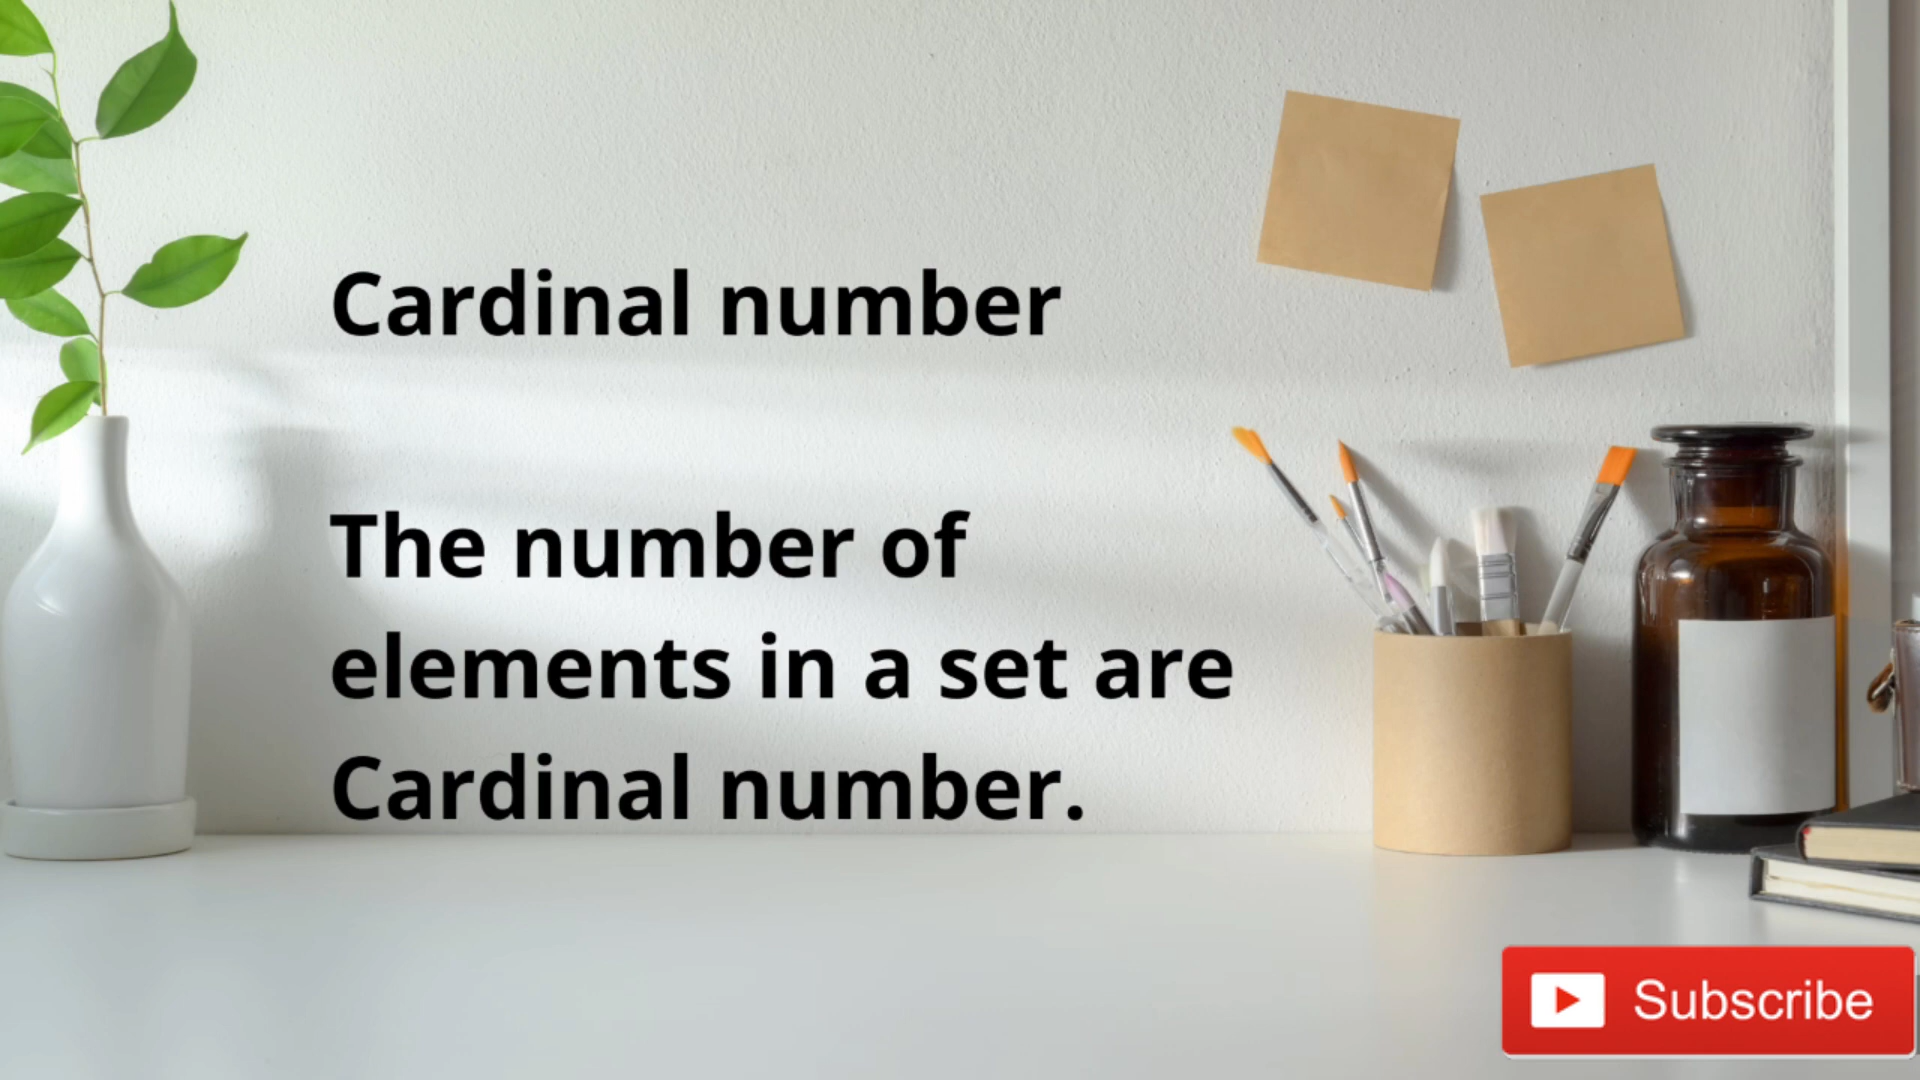 Cardinal number
The number of
elements in a set are
Cardinal number.
Subscribe